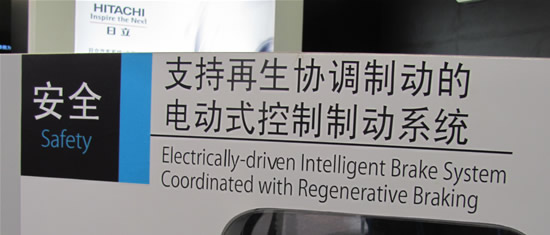 HITACHI
Inspire the Next
日立
安全
Safety
支持再生协调制动的
电动式控制制动系统
Electrically-driven Intelligent Brake System
Coordinated with Regenerative Braking